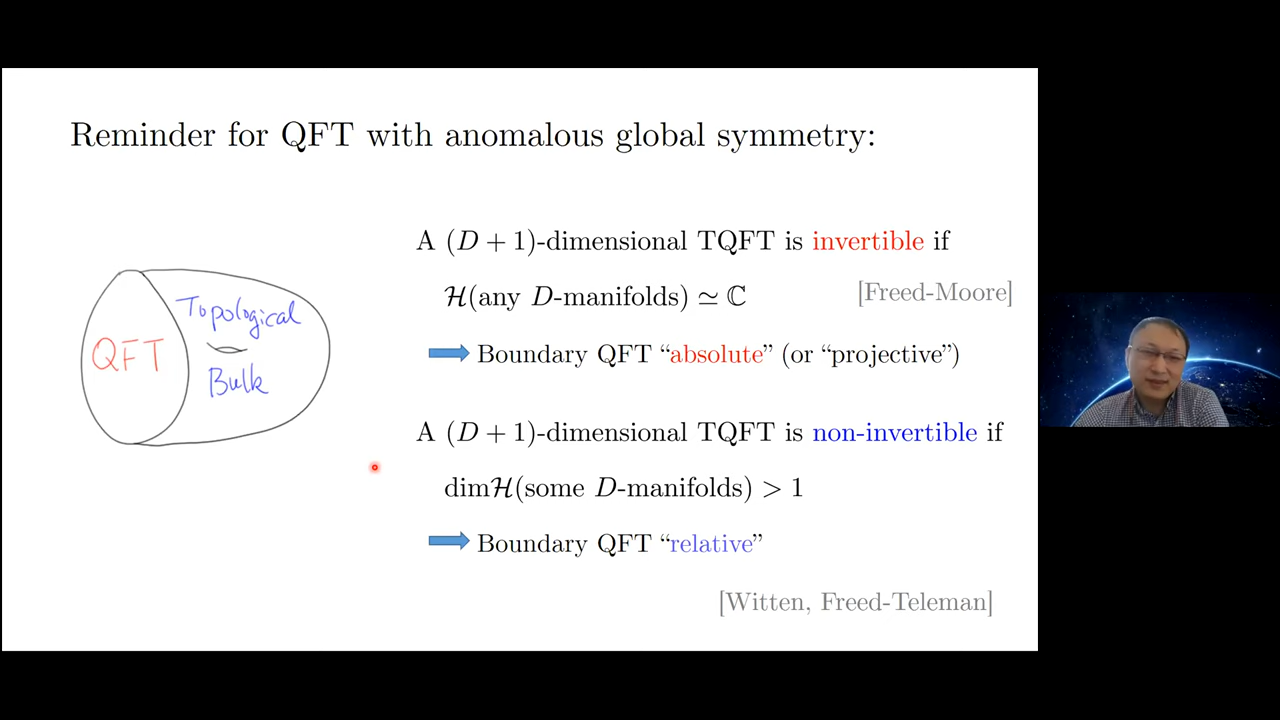 Reminder for QFT with anomalous global symmetry:
QFT
Topological
Bulk
A (D + 1)-dimensional TQFT is invertible if
ℋ(any D-manifolds) ≃ ℂ
[Freed-Moore]
Boundary QFT “absolute” (or “projective”)
A (D + 1)-dimensional TQFT is non-invertible if
dimℋ(some D-manifolds) > 1
Boundary QFT “relative”
[Witten, Freed-Teleman]